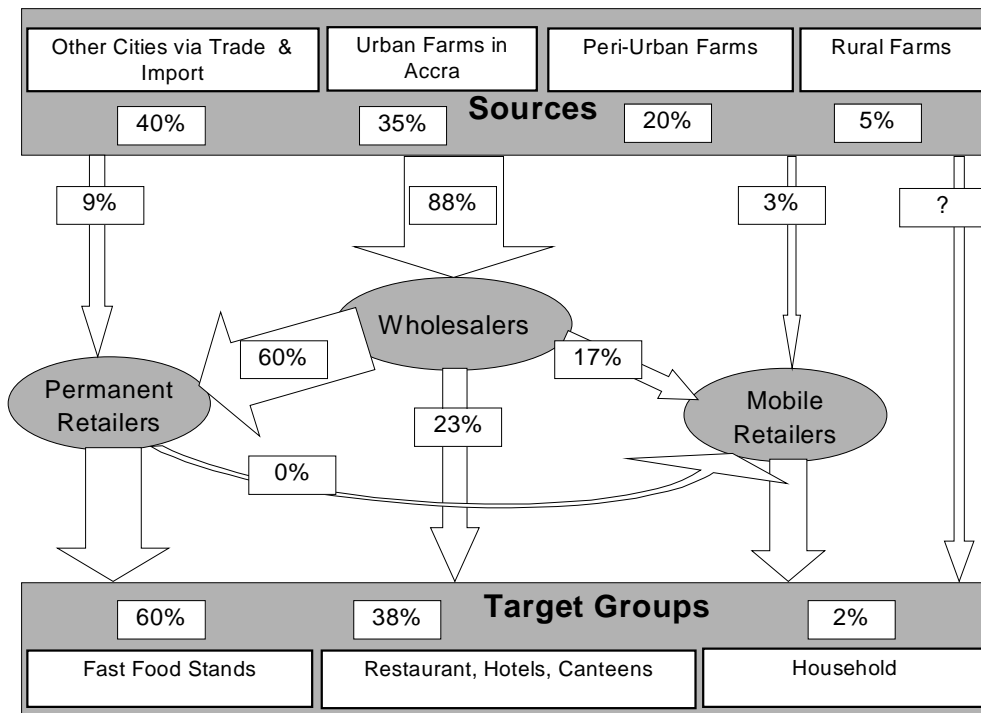 Other Cities via Trade &
Import
Urban Farms in
Accra
Peri-Urban Farms
Rural Farms
Sources
40%
35%
20%
5%
9%
88%
3%
?
Wholesalers
60%
17%
Permanent
Retailers
23%
Mobile
Retailers
0%
Target Groups
60%
38%
2%
Fast Food Stands
Restaurant, Hotels, Canteens
Household